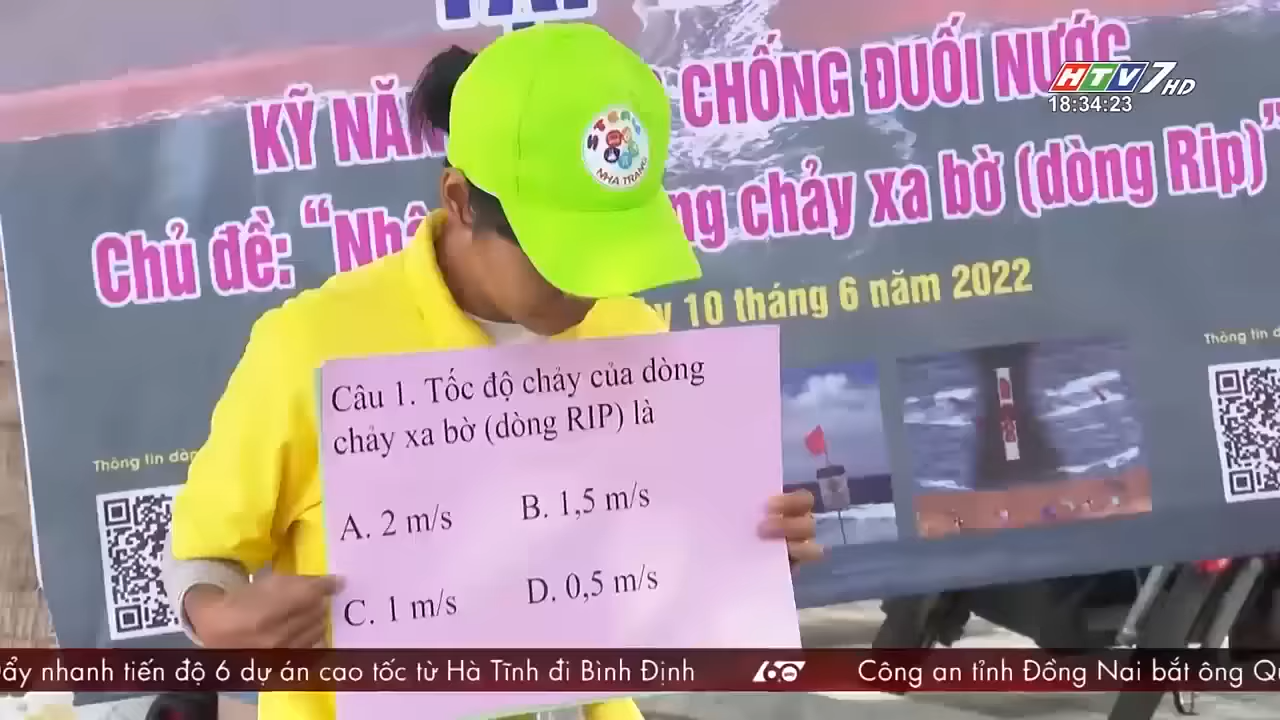 KỸ NĂ CHỐNG ĐUỐI NƯỚC
HTV7 HD
18:34:23
Chủ đề: “Nhậ ng chảy xa bờ (dòng Rip)”
10 tháng 6 năm 2022
STEAM
NHA TRANG
Thông tin
Thông tin
Câu 1. Tốc độ chảy của dòng
chảy xa bờ (dòng RIP) là
A. 2 m/s B. 1,5 m/s
C. 1 m/s D. 0,5 m/s
ẩy nhanh tiến độ 6 dự án cao tốc từ Hà Tĩnh đi Bình Định 60 Công an tỉnh Đồng Nai bắt ông